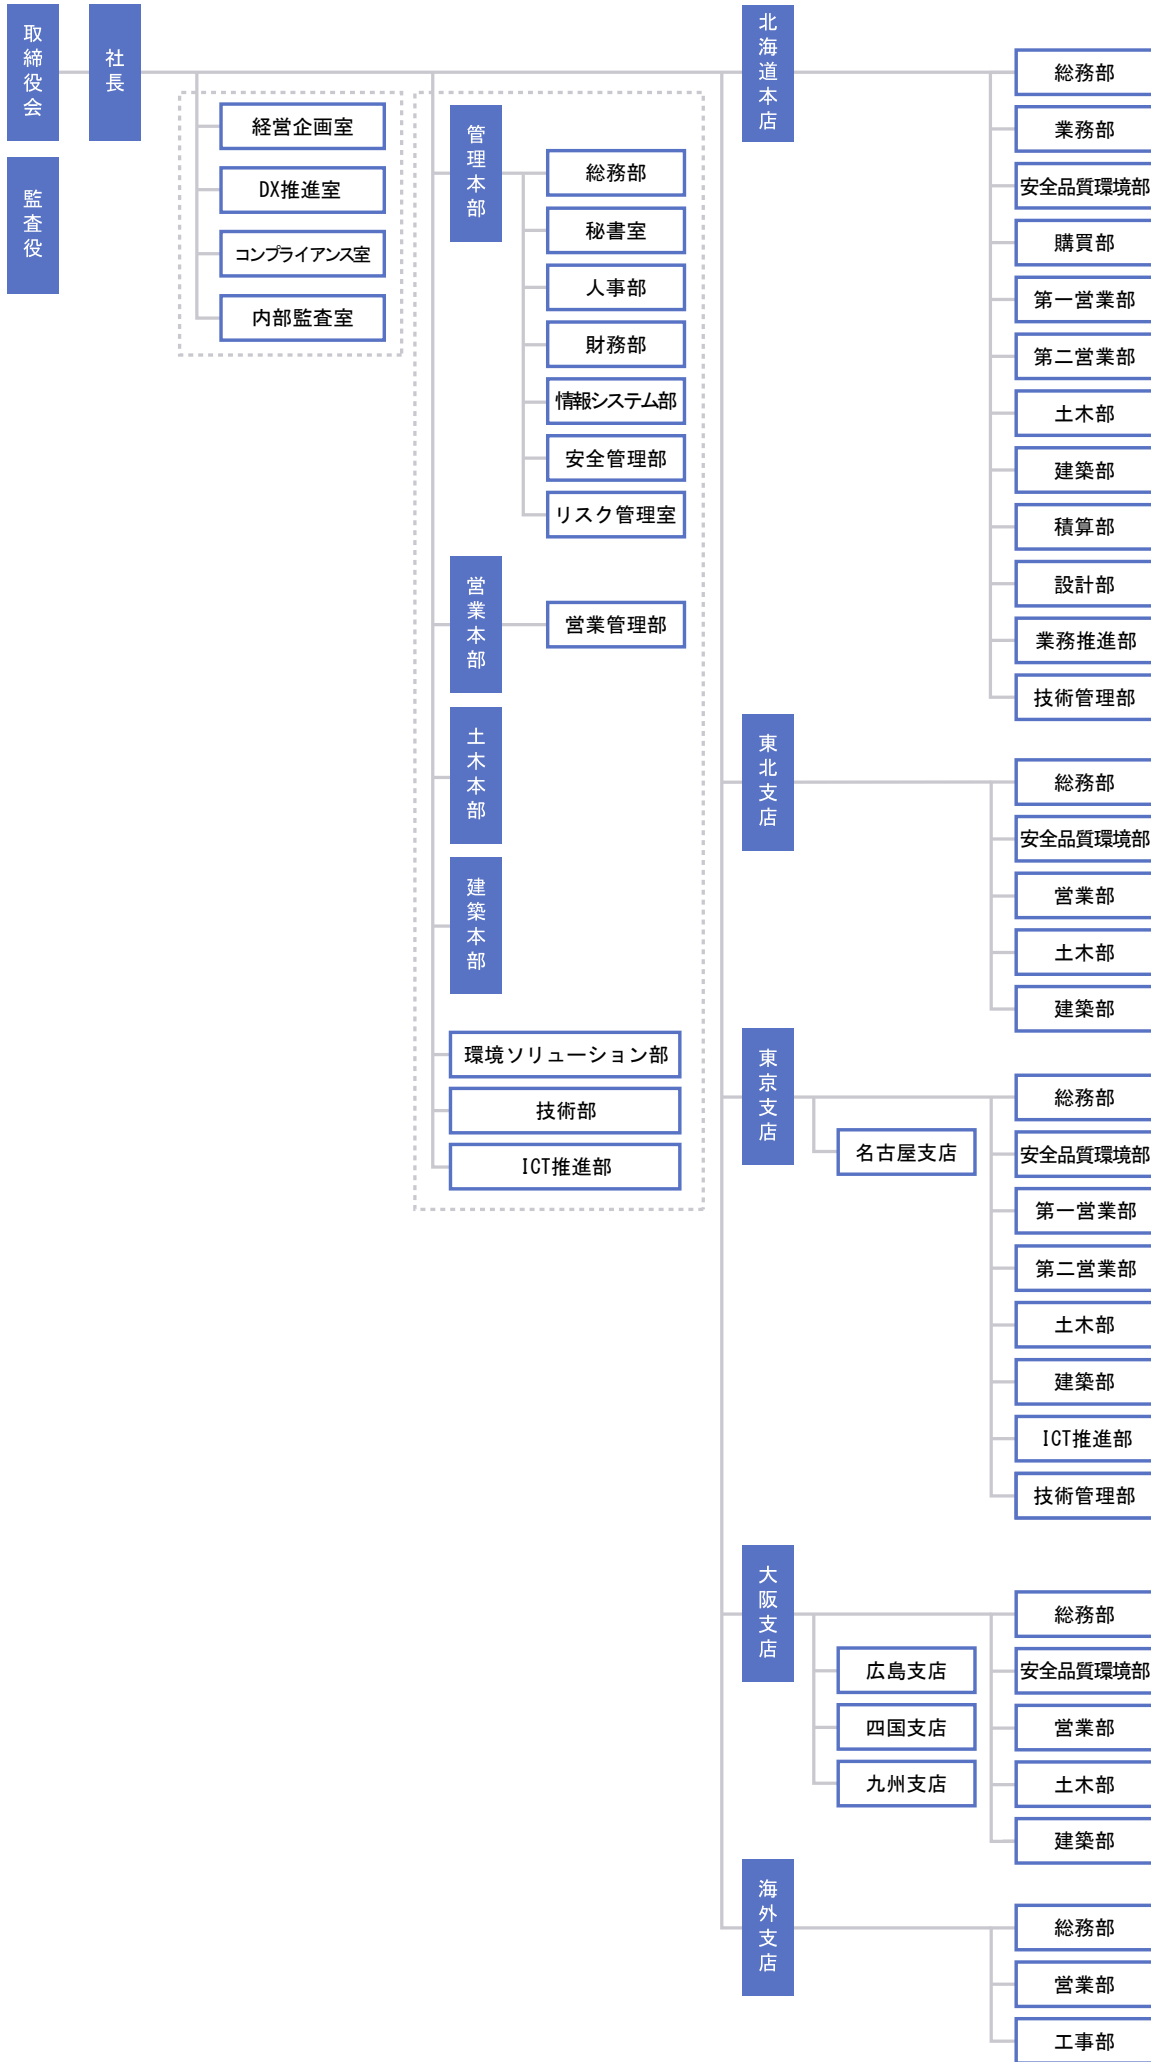 取締役会
監査役
社長
経営企画室
DX推進室
コンプライアンス室
内部監査室
管理本部
総務部
秘書室
人事部
財務部
情報システム部
安全管理部
リスク管理室
営業本部
営業管理部
土木本部
建築本部
環境ソリューション部
技術部
ICT推進部
北海道本店
総務部
業務部
安全品質環境部
購買部
第一営業部
第二営業部
土木部
建築部
積算部
設計部
業務推進部
技術管理部
東北支店
総務部
安全品質環境部
営業部
土木部
建築部
東京支店
名古屋支店
総務部
安全品質環境部
第一営業部
第二営業部
土木部
建築部
ICT推進部
技術管理部
大阪支店
広島支店
四国支店
九州支店
総務部
安全品質環境部
営業部
土木部
建築部
海外支店
総務部
営業部
工事部